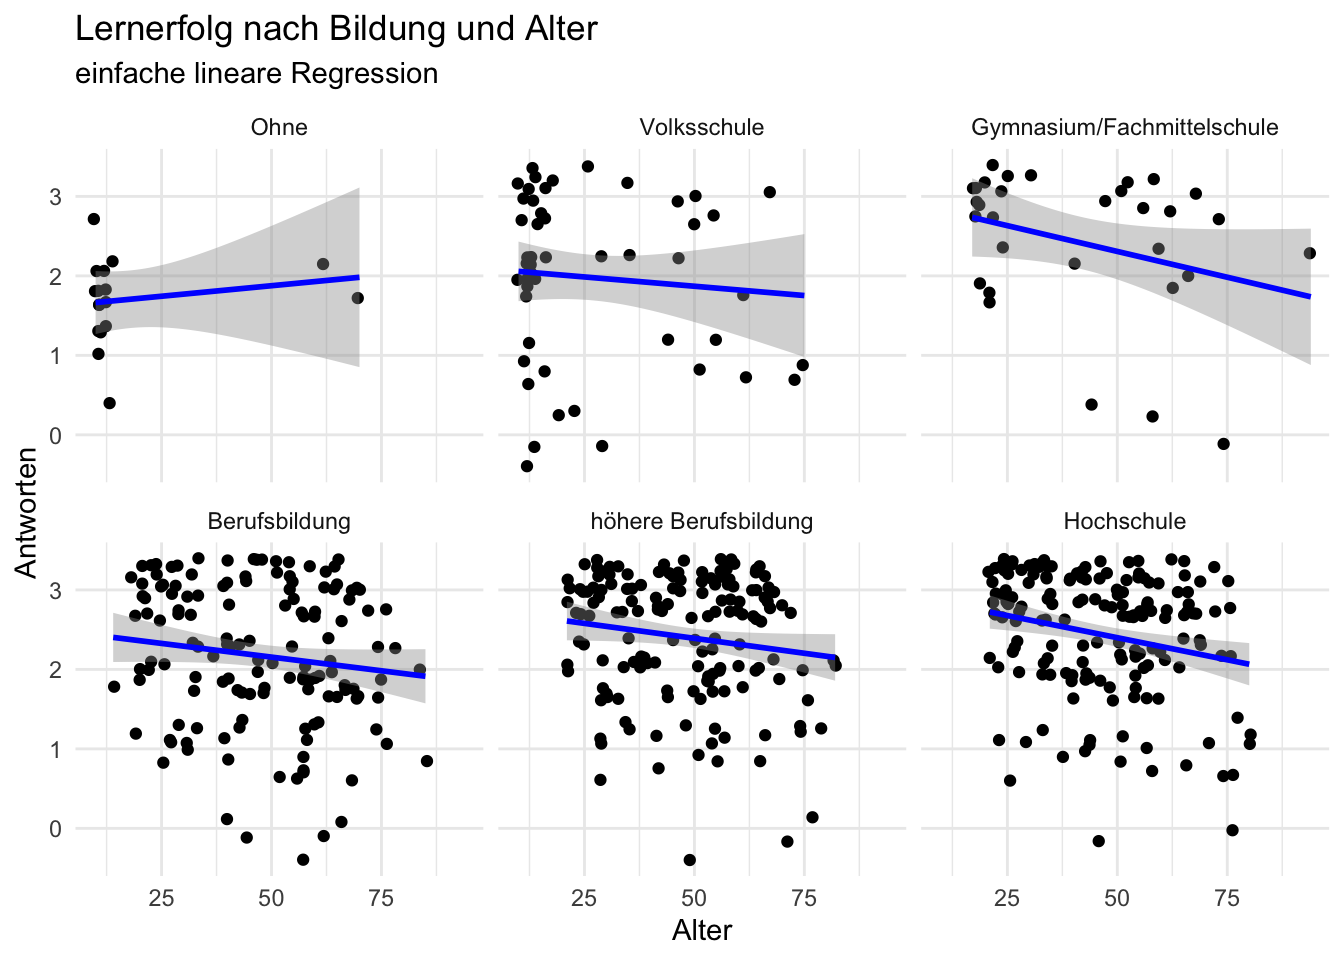 Lernerfolg nach Bildung und Alter
einfache lineare Regression
Ohne
Volksschule
Gymnasium/Fachmittelschule
3
2
1
0
Antworten
Berufsbildung
höhere Berufsbildung
Hochschule
3
2
1
0
25 50 75
25 50 75
25 50 75
Alter